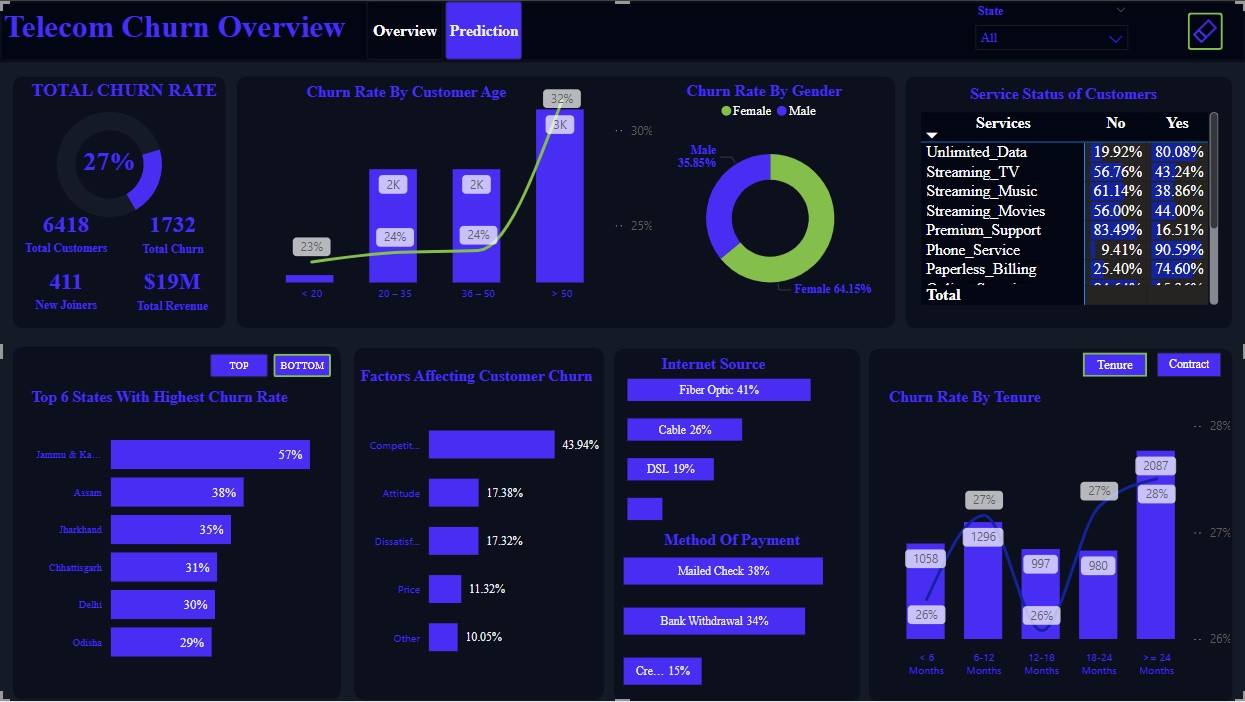 Telecom Churn Overview
Overview
Prediction
State
All
TOTAL CHURN RATE
27%
6418
Total Customers
1732
Total Churn
411
New Joiners
$19M
Total Revenue
Churn Rate By Customer Age
32%
3K
30%
2K
2K
24%
24%
23%
25%
< 20
20 – 35
36 – 50
> 50
Churn Rate By Gender
Female
Male
Male
35.85%
Female 64.15%
Service Status of Customers
Services No Yes
Unlimited_Data 19.92% 80.08%
Streaming_TV 56.76% 43.24%
Streaming_Music 61.14% 38.86%
Streaming_Movies 56.00% 44.00%
Premium_Support 83.49% 16.51%
Phone_Service 9.41% 90.59%
Paperless_Billing 25.40% 74.60%
Total
TOP
BOTTOM
Top 6 States With Highest Churn Rate
Jammu & Ka... 57%
Assam 38%
Jharkhand 35%
Chhattisgarh 31%
Delhi 30%
Odisha 29%
Factors Affecting Customer Churn
Competit... 43.94%
Attitude 17.38%
Dissatisf... 17.32%
Price 11.32%
Other 10.05%
Internet Source
Fiber Optic 41%
Cable 26%
DSL 19%
Method Of Payment
Mailed Check 38%
Bank Withdrawal 34%
Cre... 15%
Tenure
Contract
Churn Rate By Tenure
28%
2087
28%
27%
27%
1296
27%
1058
997
980
26%
26%
26%
< 6
Months
6-12
Months
12-18
Months
18-24
Months
>= 24
Months